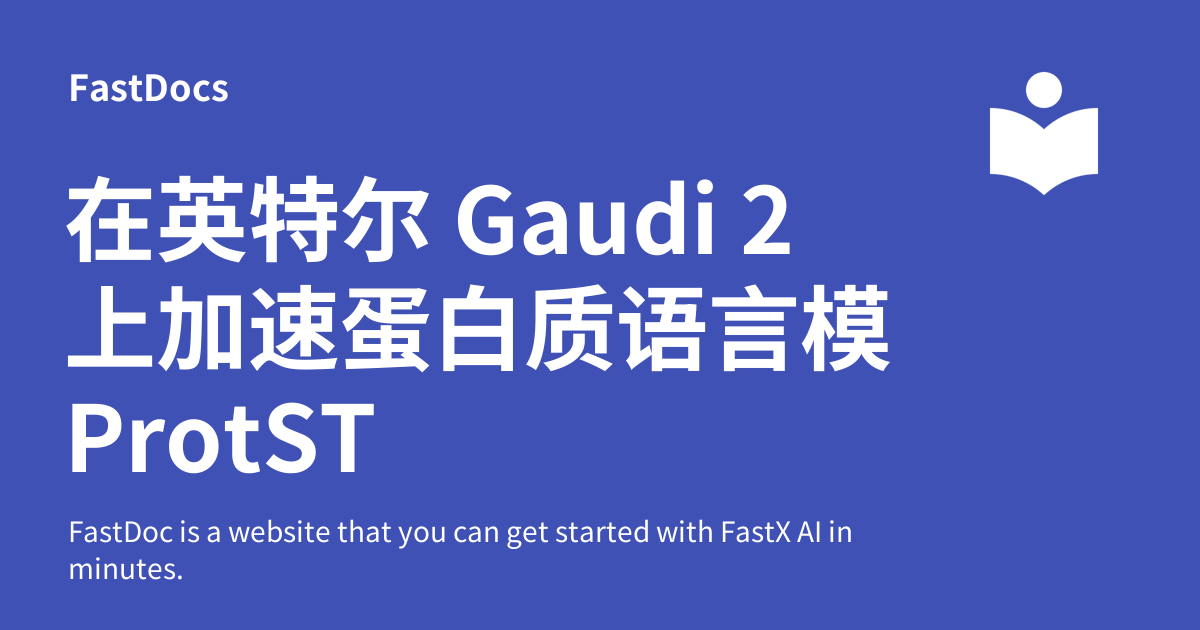 FastDocs
在英特尔 Gaudi 2
上加速蛋白质语言模
ProtST
FastDoc is a website that you can get started with FastX AI in
minutes.